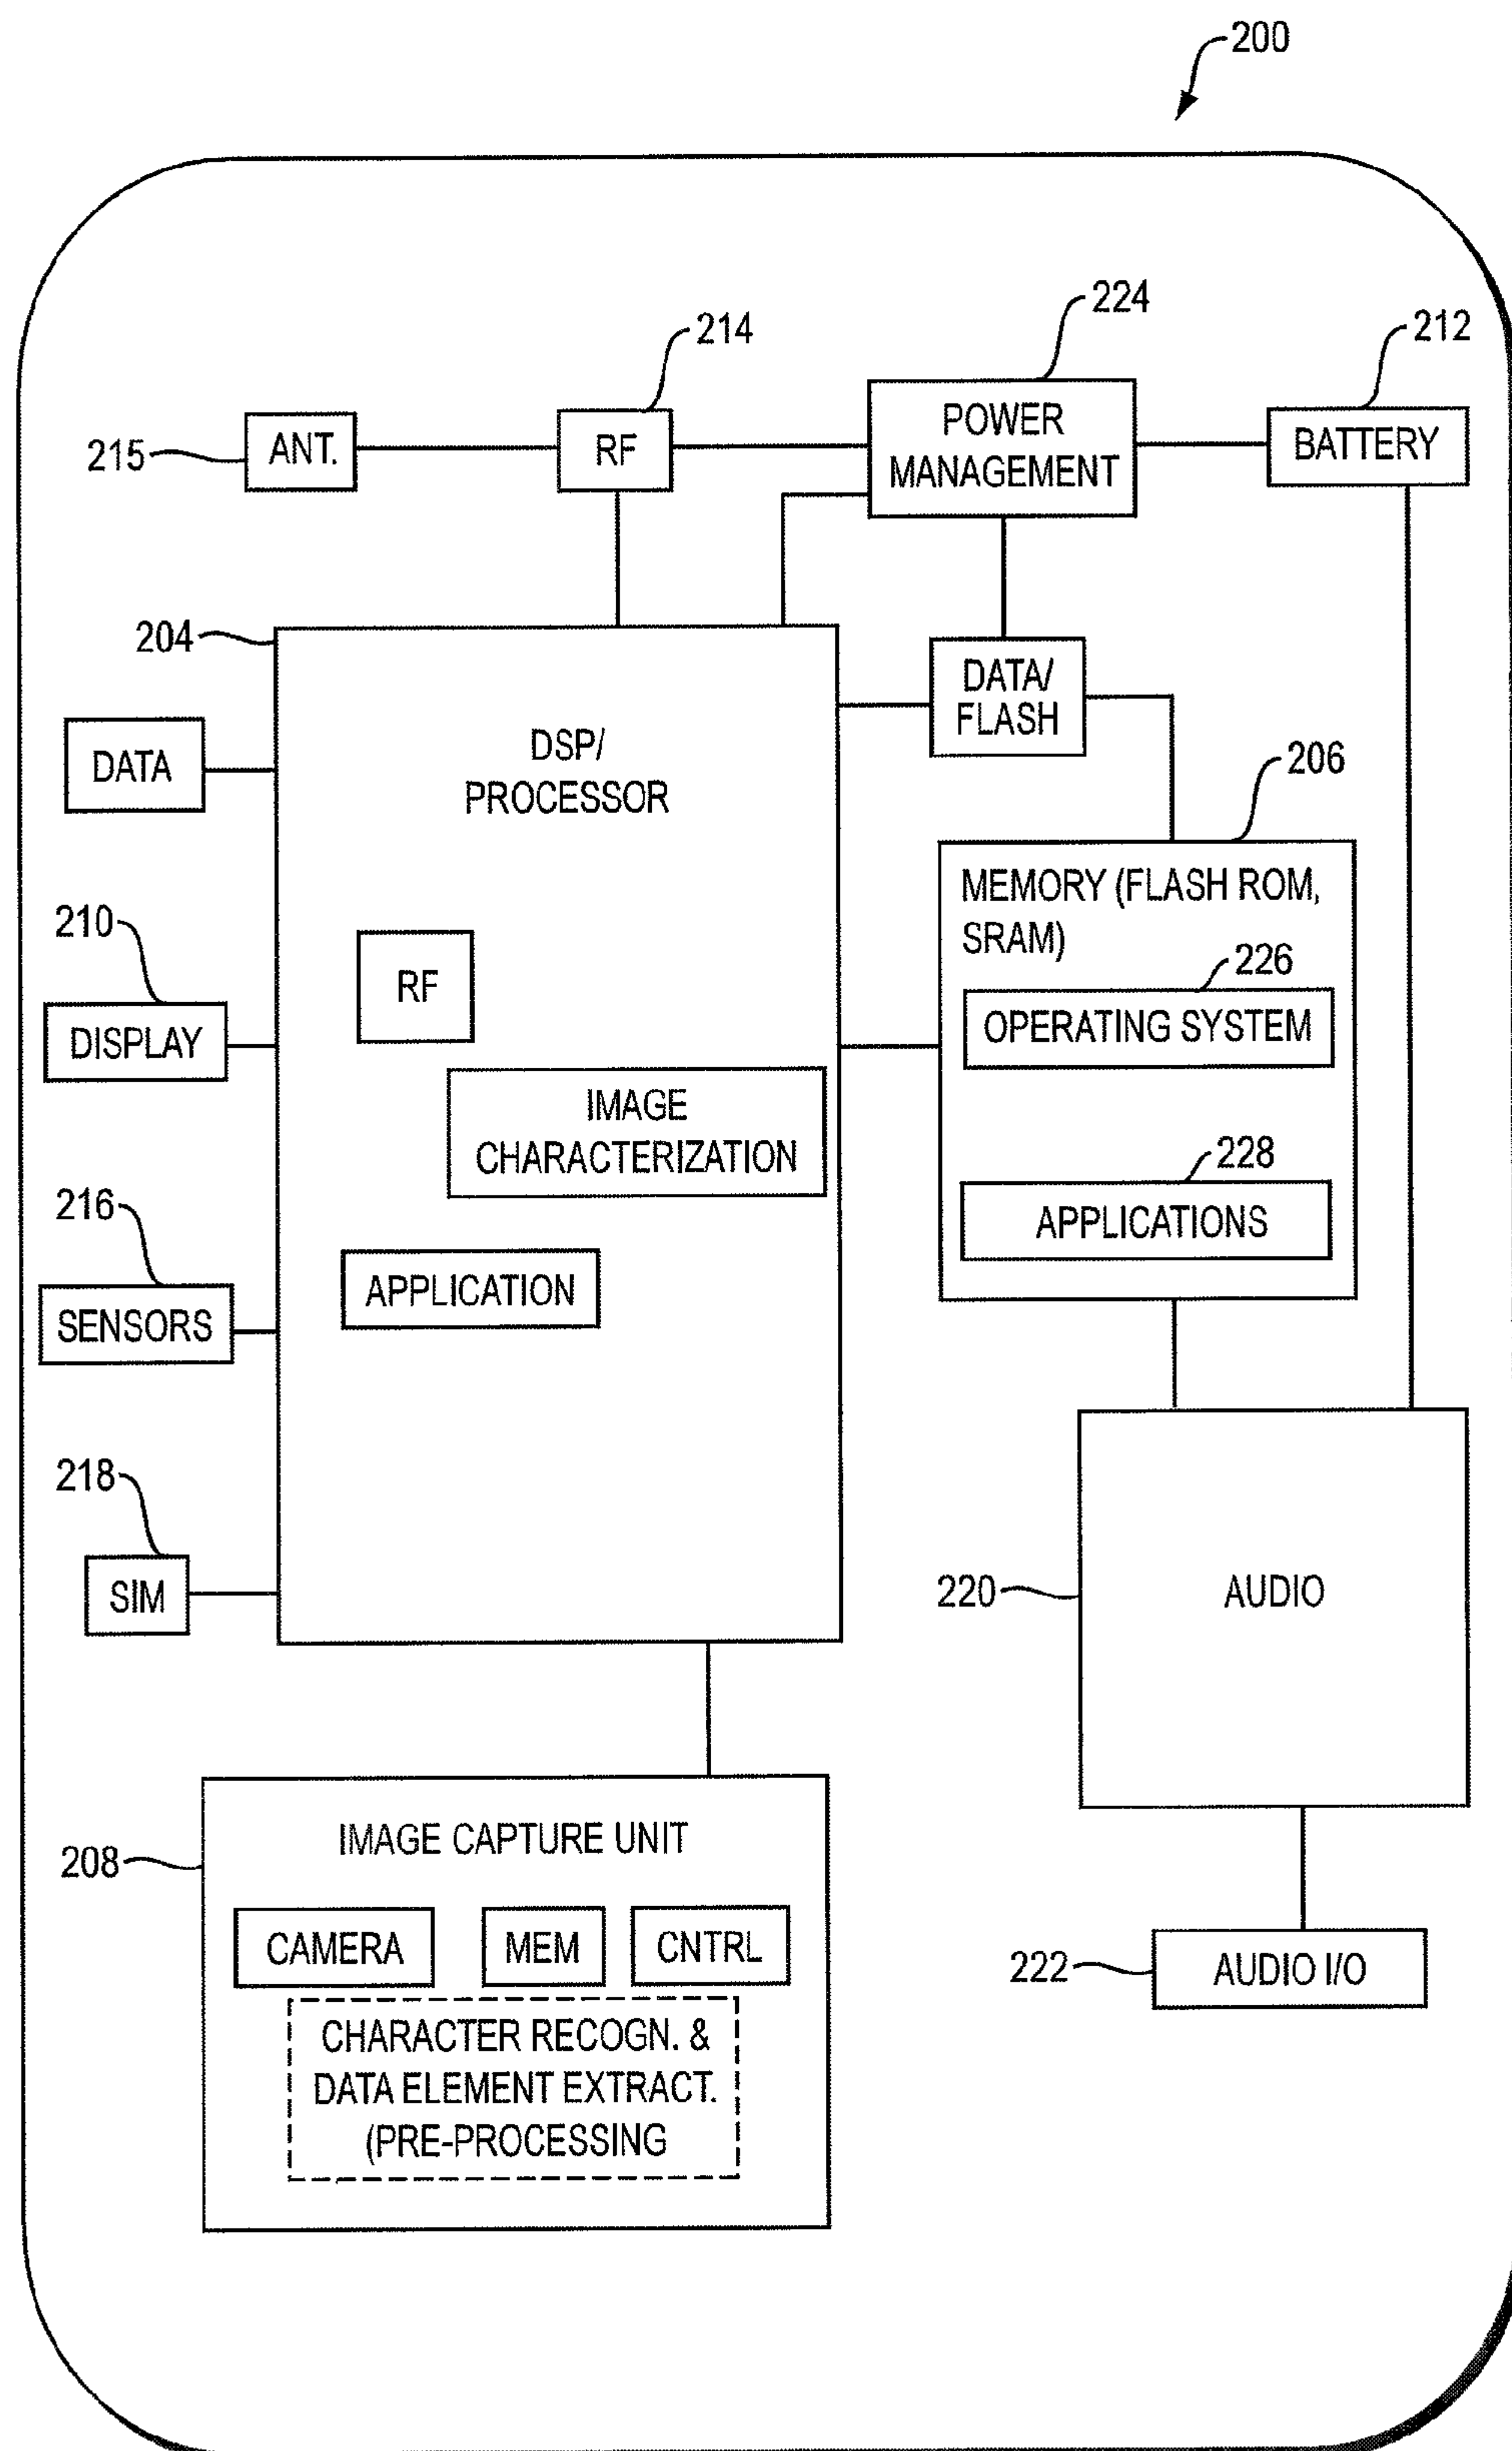 200
224
214
212
215
ANT.
RF
POWER
MANAGEMENT
BATTERY
204
DATA/
FLASH
DATA
DSP/
PROCESSOR
206
MEMORY (FLASH ROM,
SRAM)
210
226
RF
OPERATING SYSTEM
DISPLAY
IMAGE
CHARACTERIZATION
228
APPLICATIONS
216
APPLICATION
SENSORS
218
SIM
220
AUDIO
208
IMAGE CAPTURE UNIT
CAMERA
MEM
CNTRL
222
AUDIO I/O
CHARACTER RECOGN. &
DATA ELEMENT EXTRACT.
(PRE-PROCESSING